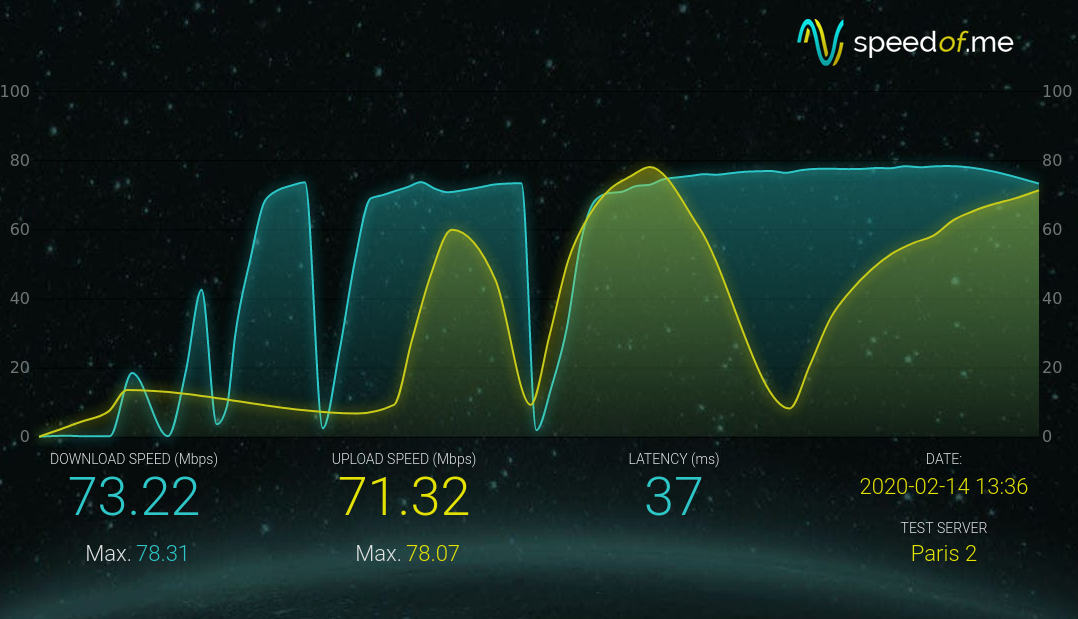 speedof.me
100 100
80 80
60 60
40 40
20 20
0 0
DOWNLOAD SPEED (Mbps) UPLOAD SPEED (Mbps) LATENCY (ms) DATE:
73.22 71.32 37 2020-02-14 13:36
TEST SERVER
Max. 78.31 Max. 78.07 Paris 2